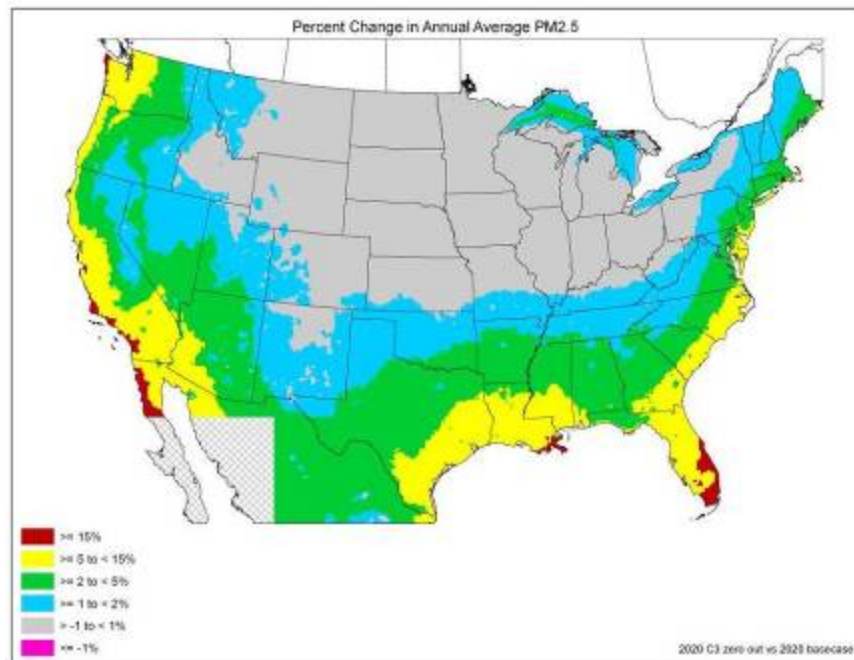 Percent Change in Annual Average PM2.5
>= 15%
>= 5 to < 15%
>= 2 to < 5%
>= 1 to < 2%
> -1 to < 1%
<= -1%
2020 C3 zero out vs 2020 basecase